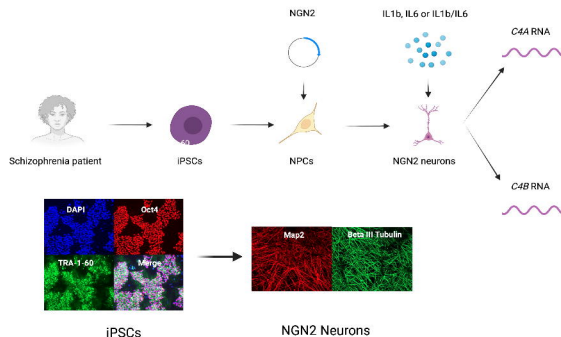 NGN2
IL1b, IL6 or IL1b/IL6
C4A RNA
60
Schizophrenia patient
iPSCs
NPCs
NGN2 neurons
C4B RNA
DAPI
Oct4
TRA-1-60
Merge
Map2
Beta III Tubulin
iPSCs
NGN2 Neurons